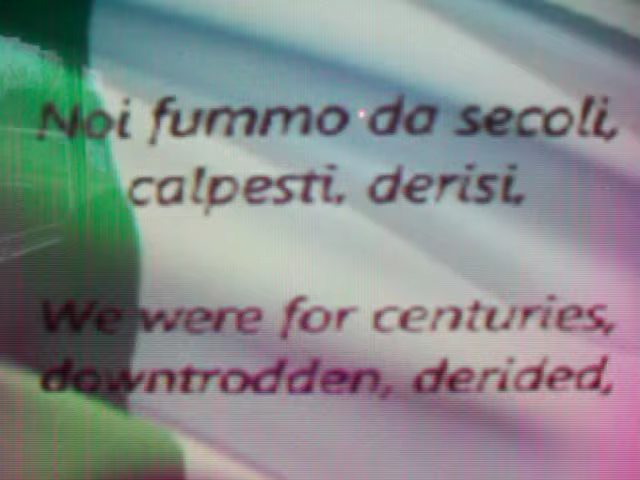 Noi fummo da secoli,
calpesti, derisi,
We were for centuries,
downtrodden, derided,